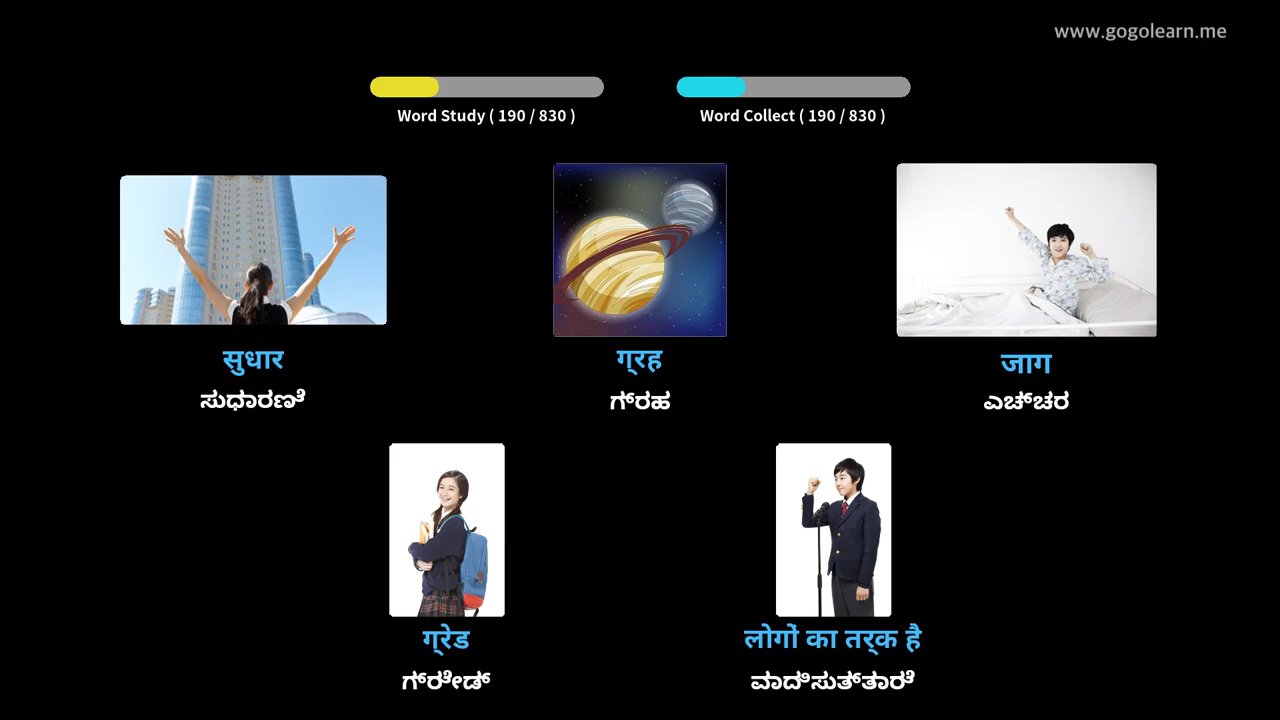 www.gogolearn.me
Word Study ( 190 / 830 )
Word Collect ( 190 / 830 )
सुधार
ಸುಧಾರಣೆ
ग्रह
ಗ್ರಹ
जाग
ಎಚ್ಚರ
ग्रेड
ಗ್ರೇಡ್
लोगों का तर्क है
ವಾದಿಸುತ್ತಾರೆ